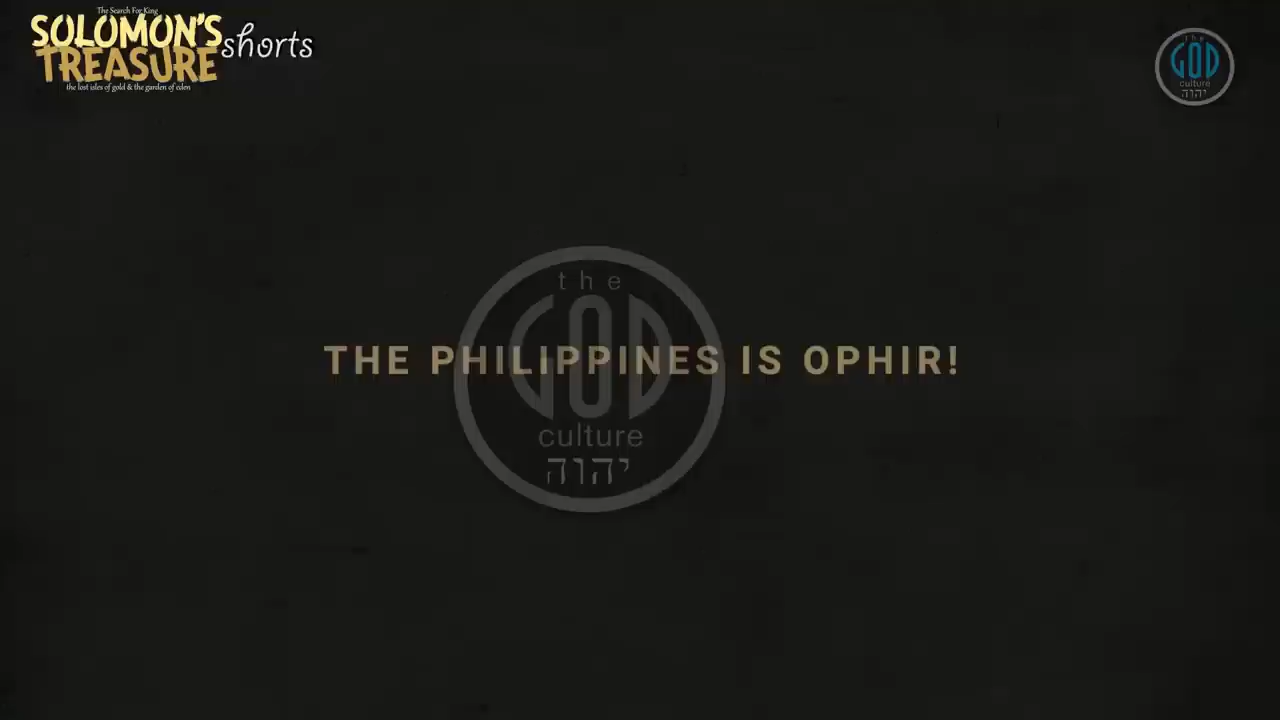 The Search For King
SOLOMON'S
TREASURE
shorts
the lost isles of gold & the garden of eden
the
GOD
culture
יהוה
the
GOD
culture
יהוה
THE PHILIPPINES IS OPHIR!